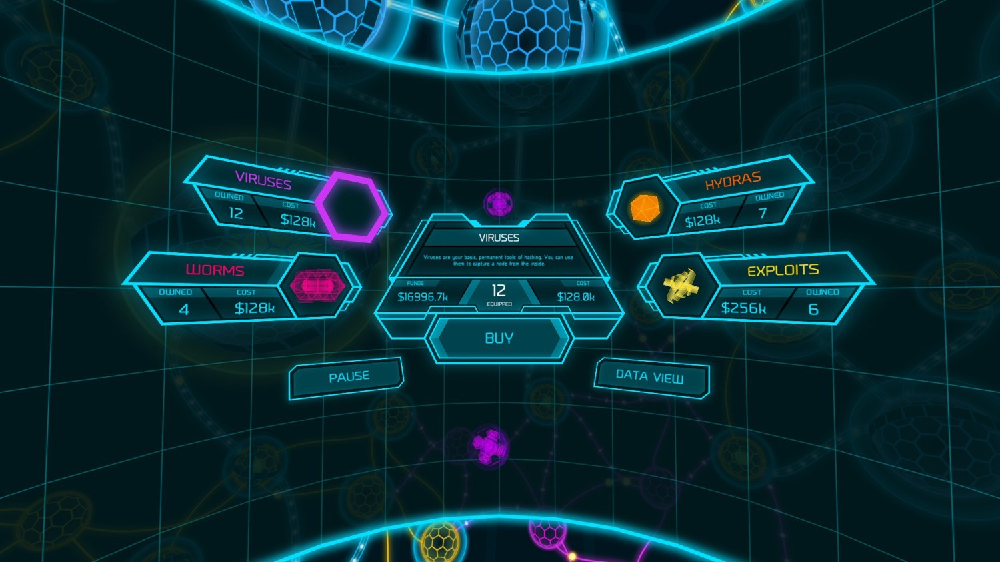 VIRUSES
OWNED
COST
12
$128k
WORMS
OWNED
COST
4
$128k
VIRUSES
Viruses are your basic, permanent tools of hacking. You can use
them to capture a node from the inside.
FUNDS
12
COST
$16996.7k
EQUIPPED
$128.0k
BUY
HYDRAS
COST
OWNED
$128k
7
EXPLOITS
COST
OWNED
$256k
6
PAUSE
DATA VIEW